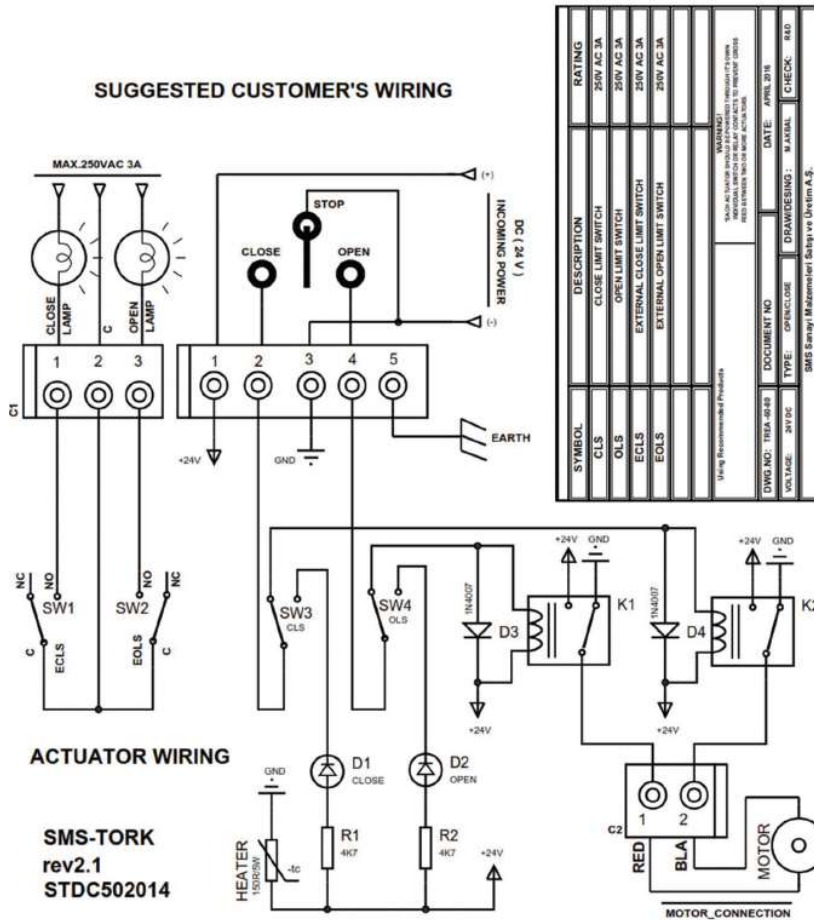 SUGGESTED CUSTOMER'S WIRING
MAX.250VAC 3A
CLOSE
LAMP
C
OPEN
LAMP
STOP
CLOSE
OPEN
(+)
DC ( 24 V )
INCOMING POWER
(-)
C1
1
2
3
1
2
3
4
5
+24V
GND
EARTH
SYMBOL
DESCRIPTION
RATING
CLS
CLOSE LIMIT SWITCH
250V AC 3A
OLS
OPEN LIMIT SWITCH
250V AC 3A
ECLS
EXTERNAL CLOSE LIMIT SWITCH
250V AC 3A
EOLS
EXTERNAL OPEN LIMIT SWITCH
250V AC 3A
Using Recommended Products
WARNING!
DWG.NO: TREA-60-80
DOCUMENT NO
DATE: APRIL 2016
VOLTAGE: 24V DC
TYPE: OPEN/CLOSE
DRAW/DESING : M.AKBAL
CHECK: R&D
SMS Sanayi Malzemeleri Satışı ve Üretim A.Ş.
NC
NO
SW1
C
ECLS
NO
NC
SW2
EOLS
C
SW3
CLS
SW4
OLS
1N4007
D3
+24V
+24V
GND
K1
1N4007
D4
+24V
+24V
GND
ACTUATOR WIRING
SMS-TORK
rev2.1
STDC502014
GND
HEATER
150R/5W
-tc
D1
CLOSE
D2
OPEN
R1
4K7
R2
4K7
+24V
C2
1
2
RED
BLA
MOTOR
MOTOR_CONNECTION